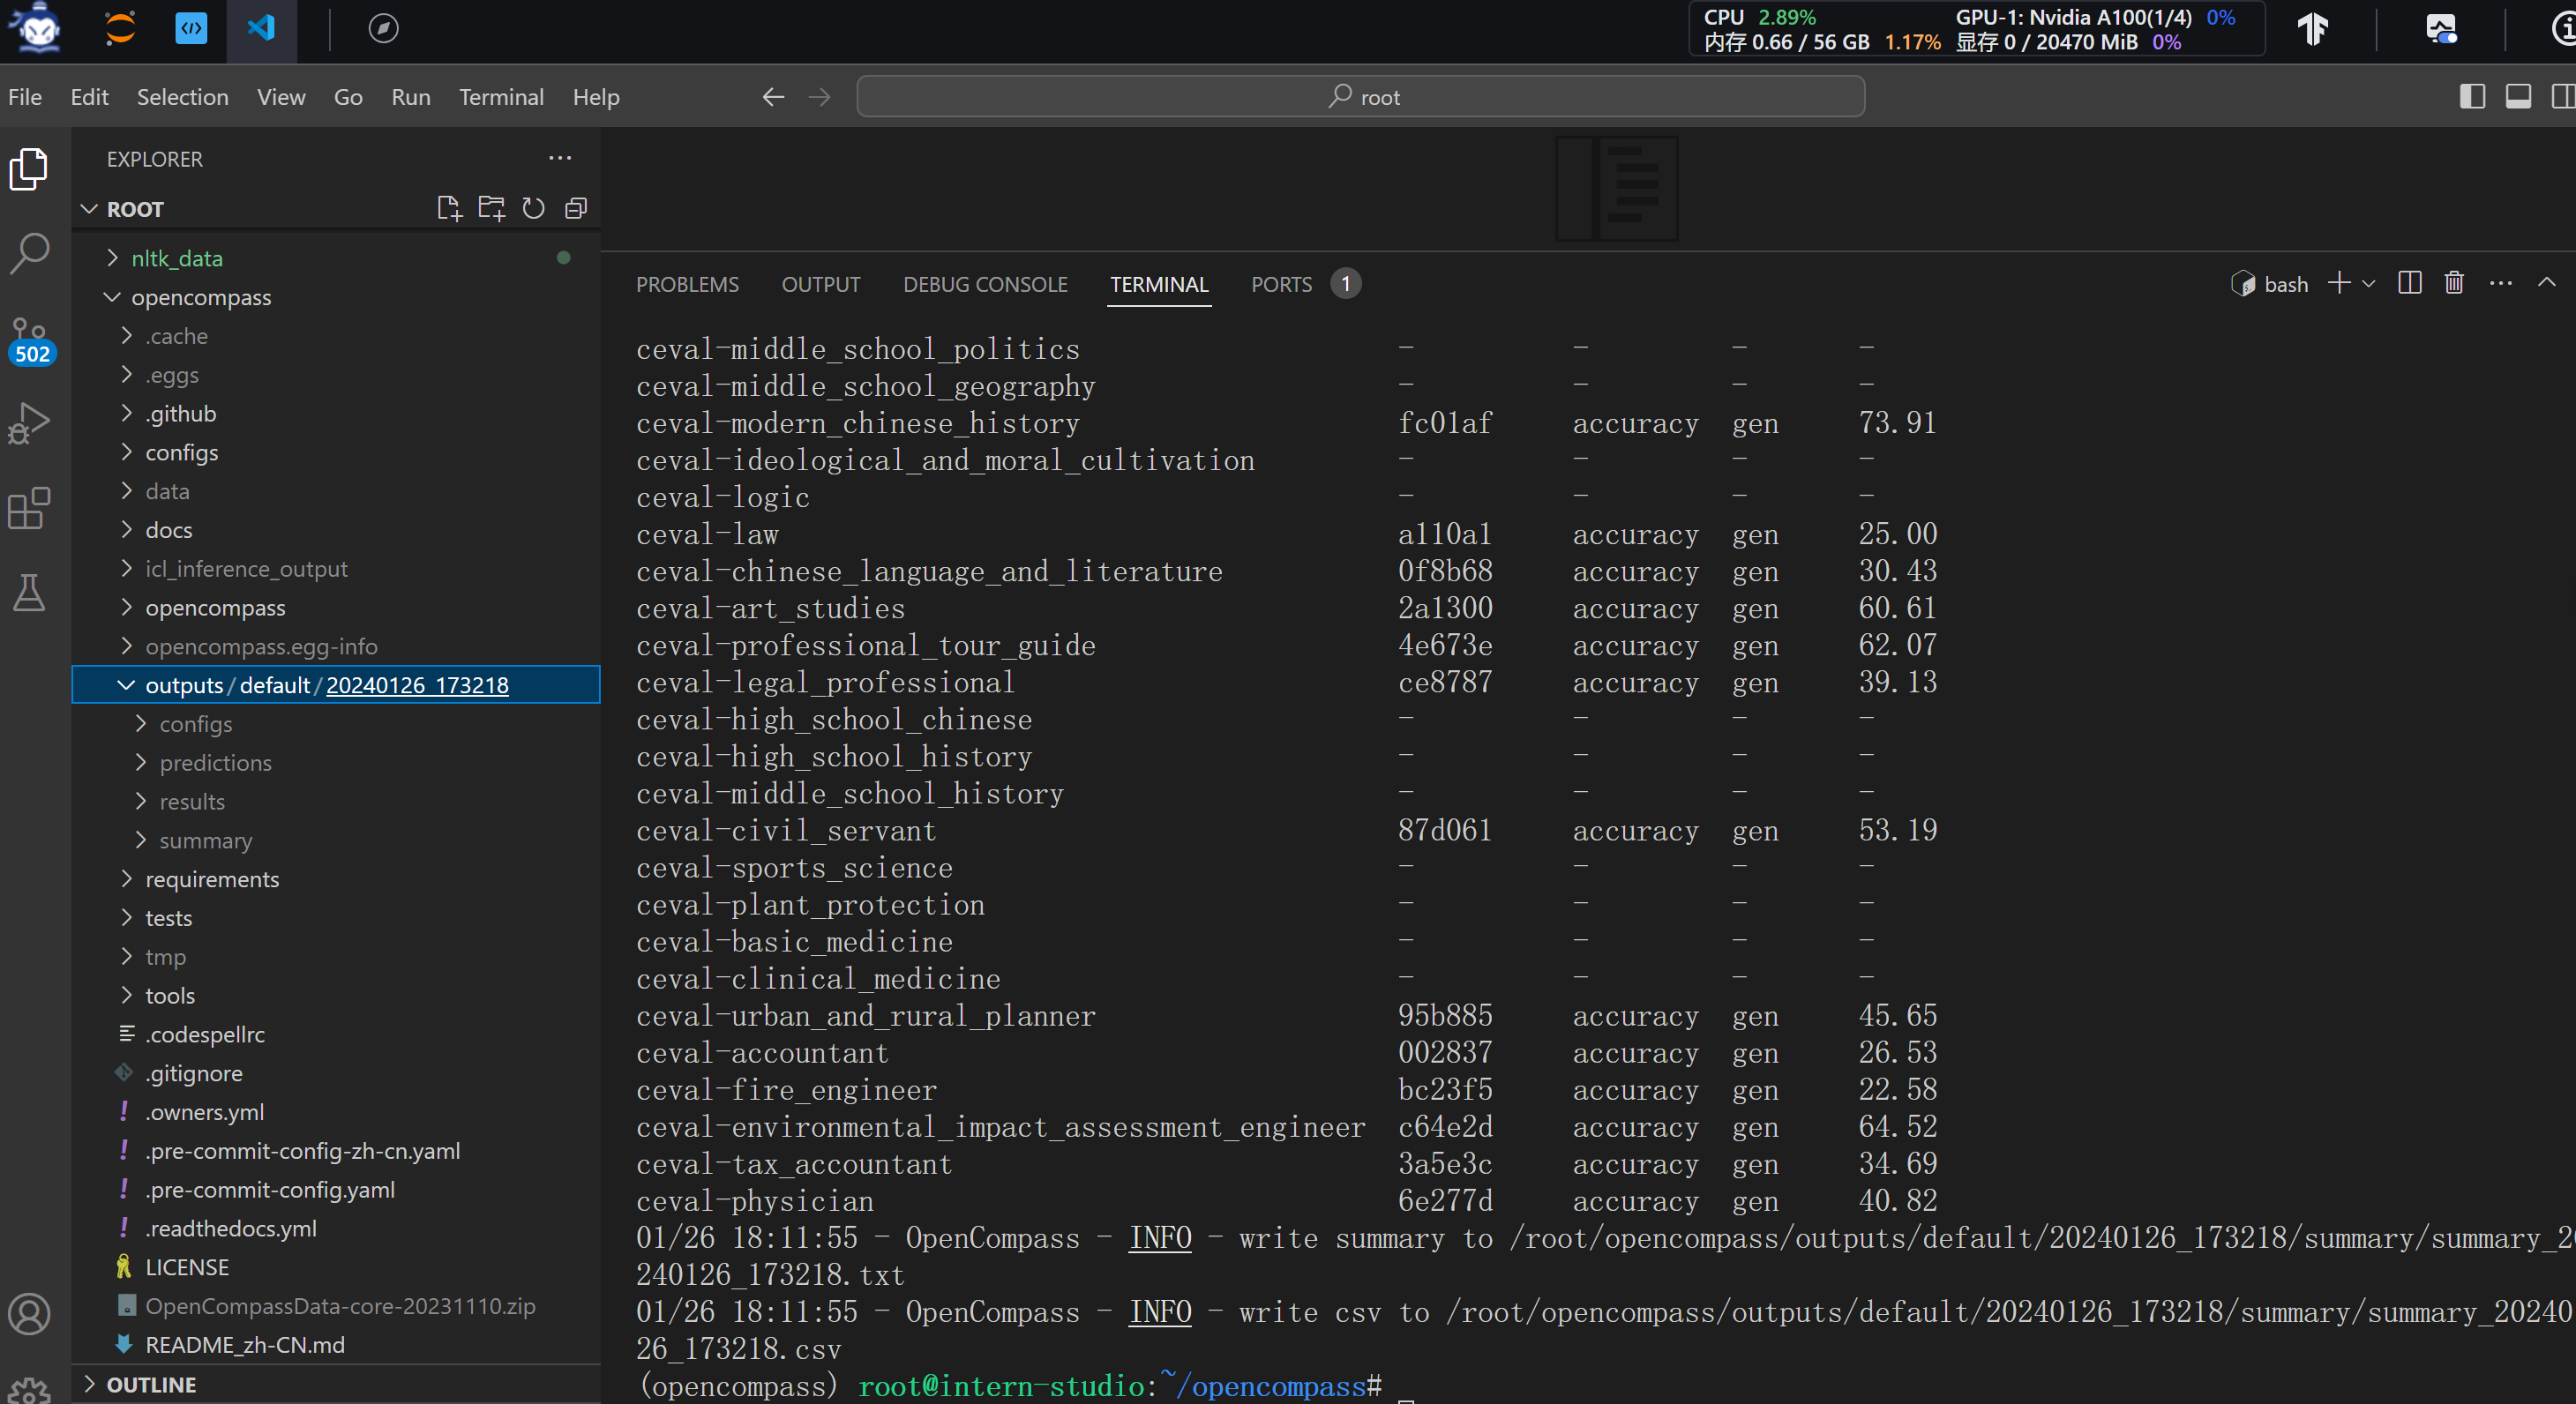 CPU 2.89% GPU-1: Nvidia A100(1/4) 0%
内存 0.66 / 56 GB 1.17% 显存 0 / 20470 MiB 0%
File Edit Selection View Go Run Terminal Help
root
EXPLORER
ROOT
nltk_data
opencompass
.cache
.eggs
.github
configs
data
docs
icl_inference_output
opencompass
opencompass.egg-info
outputs/default/20240126_173218
configs
predictions
results
summary
requirements
tests
tmp
tools
.codespellrc
.gitignore
! .owners.yml
! .pre-commit-config-zh-cn.yaml
! .pre-commit-config.yaml
! .readthedocs.yml
LICENSE
OpenCompassData-core-20231110.zip
README_zh-CN.md
OUTLINE
502
PROBLEMS OUTPUT DEBUG CONSOLE TERMINAL PORTS 1
bash
ceval-middle_school_politics - - - -
ceval-middle_school_geography - - - -
ceval-modern_chinese_history fc01af accuracy gen 73.91
ceval-ideological_and_moral_cultivation - - - -
ceval-logic - - - -
ceval-law a110a1 accuracy gen 25.00
ceval-chinese_language_and_literature 0f8b68 accuracy gen 30.43
ceval-art_studies 2a1300 accuracy gen 60.61
ceval-professional_tour_guide 4e673e accuracy gen 62.07
ceval-legal_professional ce8787 accuracy gen 39.13
ceval-high_school_chinese - - - -
ceval-high_school_history - - - -
ceval-middle_school_history - - - -
ceval-civil_servant 87d061 accuracy gen 53.19
ceval-sports_science - - - -
ceval-plant_protection - - - -
ceval-basic_medicine - - - -
ceval-clinical_medicine - - - -
ceval-urban_and_rural_planner 95b885 accuracy gen 45.65
ceval-accountant 002837 accuracy gen 26.53
ceval-fire_engineer bc23f5 accuracy gen 22.58
ceval-environmental_impact_assessment_engineer c64e2d accuracy gen 64.52
ceval-tax_accountant 3a5e3c accuracy gen 34.69
ceval-physician 6e277d accuracy gen 40.82
01/26 18:11:55 - OpenCompass - INFO - write summary to /root/opencompass/outputs/default/20240126_173218/summary/summary_20
240126_173218.txt
01/26 18:11:55 - OpenCompass - INFO - write csv to /root/opencompass/outputs/default/20240126_173218/summary/summary_20240
26_173218.csv
(opencompass) root@intern-studio:~/opencompass#